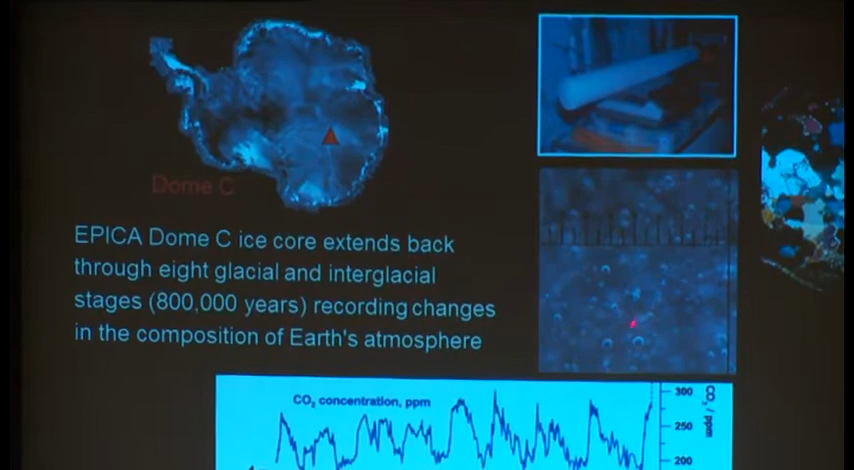 Dome C
EPICA Dome C ice core extends back
through eight glacial and interglacial
stages (800,000 years) recording changes
in the composition of Earth's atmosphere
CO₂ concentration, ppm
300
250
200
CO₂ / ppm